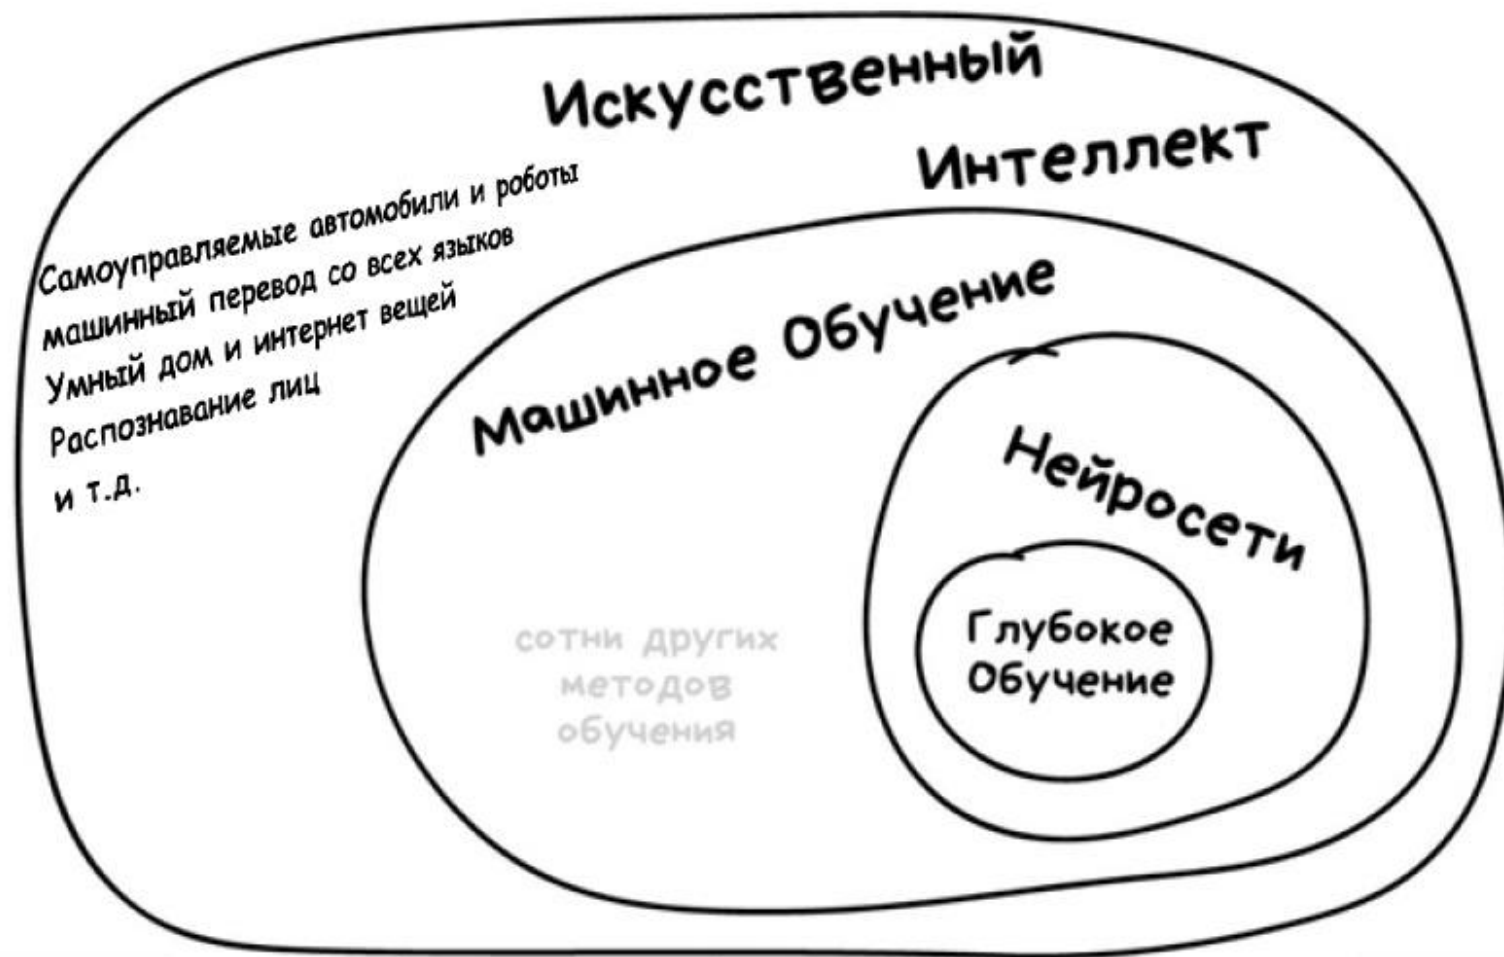 Искусственный
Интеллект
Самоуправляемые автомобили и роботы
машинный перевод со всех языков
Умный дом и интернет вещей
Распознавание лиц
и т.д.
Машинное Обучение
Нейросети
Глубокое
Обучение
сотни других
методов
обучения